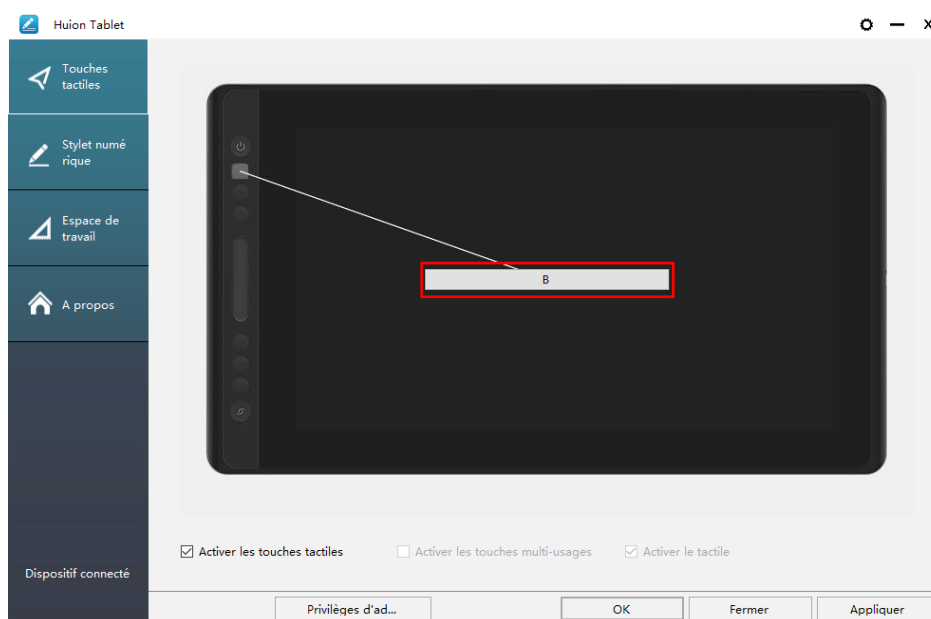 Huion Tablet
Touches
tactiles
Stylet numé
rique
Espace de
travail
A propos
B
Activer les touches tactiles
Activer les touches multi-usages
Activer le tactile
Dispositif connecté
Privilèges d'ad...
OK
Fermer
Appliquer